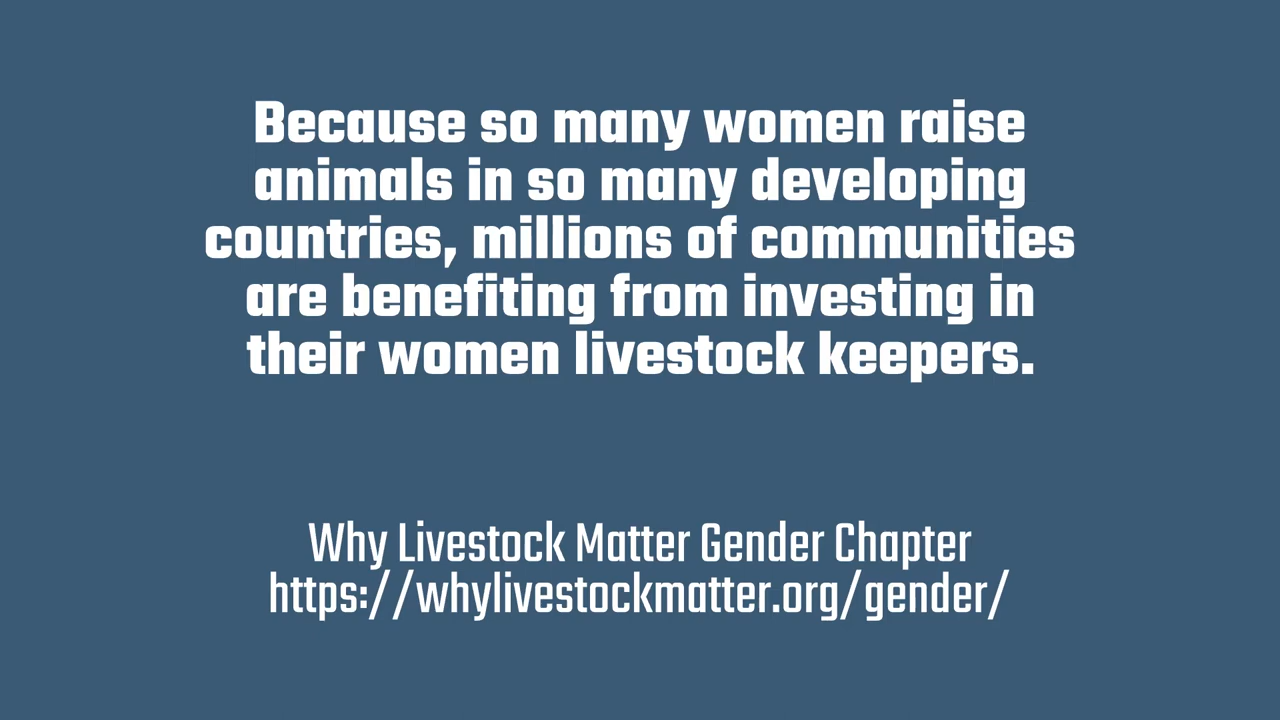 Because so many women raise
animals in so many developing
countries, millions of communities
are benefiting from investing in
their women livestock keepers.
Why Livestock Matter Gender Chapter
https://whylivestockmatter.org/gender/